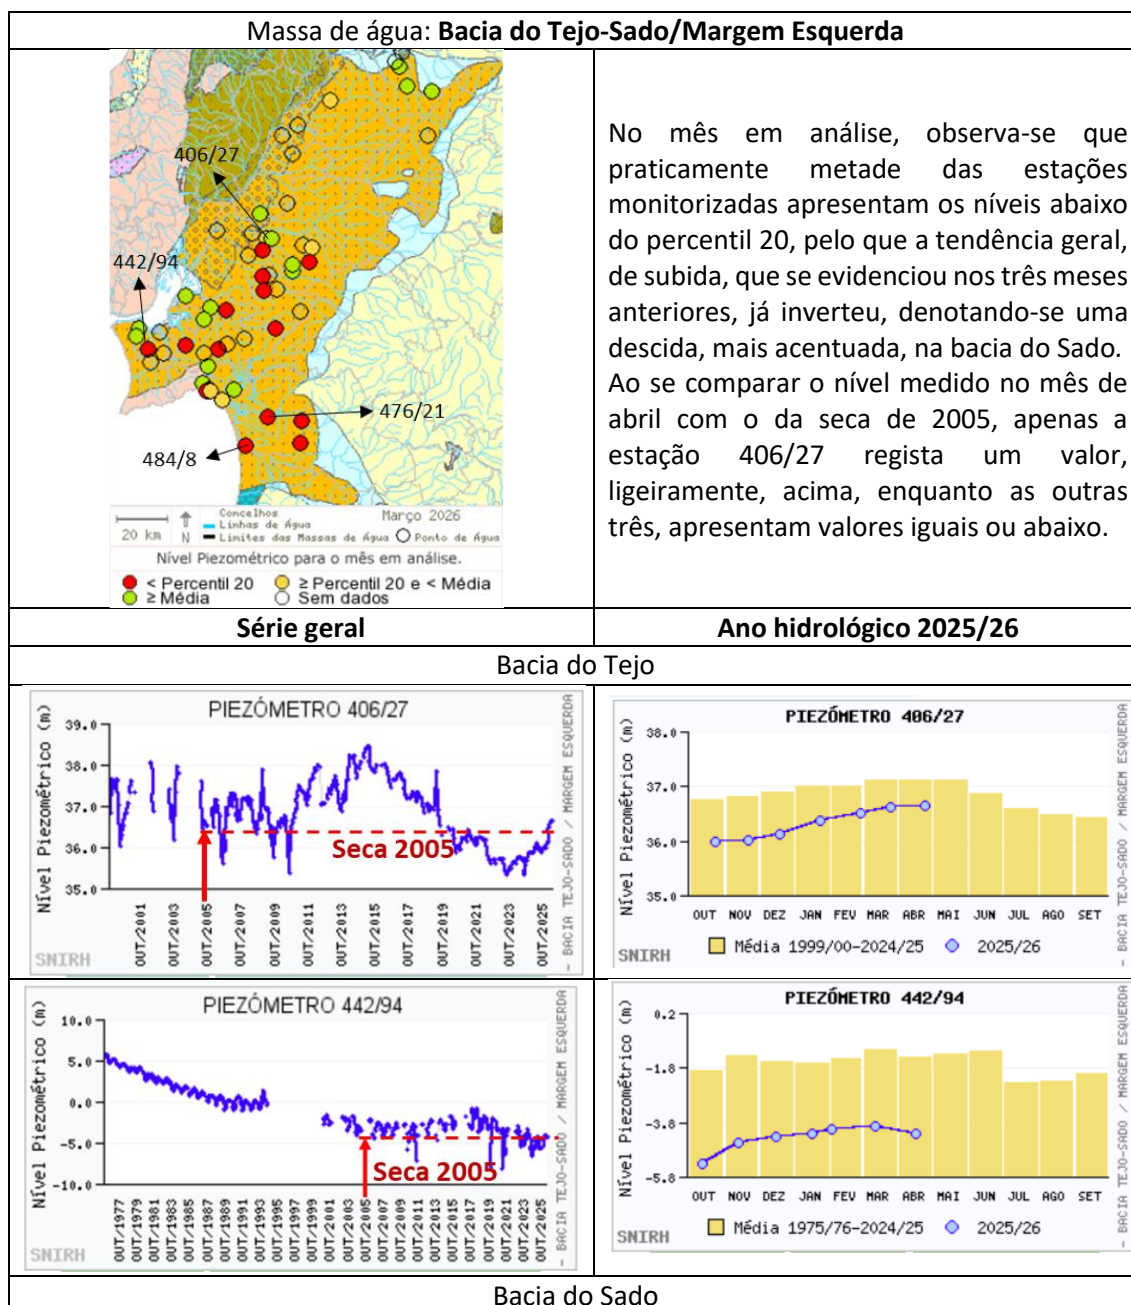 Massa de água: Bacia do Tejo-Sado/Margem Esquerda
406/27
442/94
476/21
484/8
20 km
N
Concelhos
Linhas de Água
Limites das Massas de Água
Março 2026
Ponto de Água
Nível Piezométrico para o mês em análise.
< Percentil 20
≥ Percentil 20 e < Média
≥ Média
Sem dados
No mês em análise, observa-se que
praticamente metade das estações
monitorizadas apresentam os níveis abaixo
do percentil 20, pelo que a tendência geral,
de subida, que se evidenciou nos três meses
anteriores, já inverteu, denotando-se uma
descida, mais acentuada, na bacia do Sado.
Ao se comparar o nível medido no mês de
abril com o da seca de 2005, apenas a
estação 406/27 regista um valor,
ligeiramente, acima, enquanto as outras
três, apresentam valores iguais ou abaixo.
Série geral
Ano hidrológico 2025/26
Bacia do Tejo
PIEZÓMETRO 406/27
Nível Piezométrico (m)
39.0
38.0
37.0
36.0
35.0
Seca 2005
OUT/2001
OUT/2003
OUT/2005
OUT/2007
OUT/2009
OUT/2011
OUT/2013
OUT/2015
OUT/2017
OUT/2019
OUT/2021
OUT/2023
OUT/2025
SNIRH
- BACIA TEJO-SADO / MARGEM ESQUERDA
PIEZÓMETRO 406/27
Nível Piezométrico (m)
38.0
37.0
36.0
35.0
OUT NOV DEZ JAN FEV MAR ABR MAI JUN JUL AGO SET
Média 1999/00-2024/25
2025/26
SNIRH
- BACIA TEJO-SADO / MARGEM ESQUERDA
PIEZÓMETRO 442/94
Nível Piezométrico (m)
10.0
5.0
0.0
-5.0
-10.0
Seca 2005
OUT/1977
OUT/1979
OUT/1981
OUT/1983
OUT/1985
OUT/1987
OUT/1989
OUT/1991
OUT/1993
OUT/1995
OUT/1997
OUT/1999
OUT/2001
OUT/2003
OUT/2005
OUT/2007
OUT/2009
OUT/2011
OUT/2013
OUT/2015
OUT/2017
OUT/2019
OUT/2021
OUT/2023
OUT/2025
SNIRH
- BACIA TEJO-SADO / MARGEM ESQUERDA
PIEZÓMETRO 442/94
Nível Piezométrico (m)
0.2
-1.8
-3.8
-5.8
OUT NOV DEZ JAN FEV MAR ABR MAI JUN JUL AGO SET
Média 1975/76-2024/25
2025/26
SNIRH
- BACIA TEJO-SADO / MARGEM ESQUERDA
Bacia do Sado